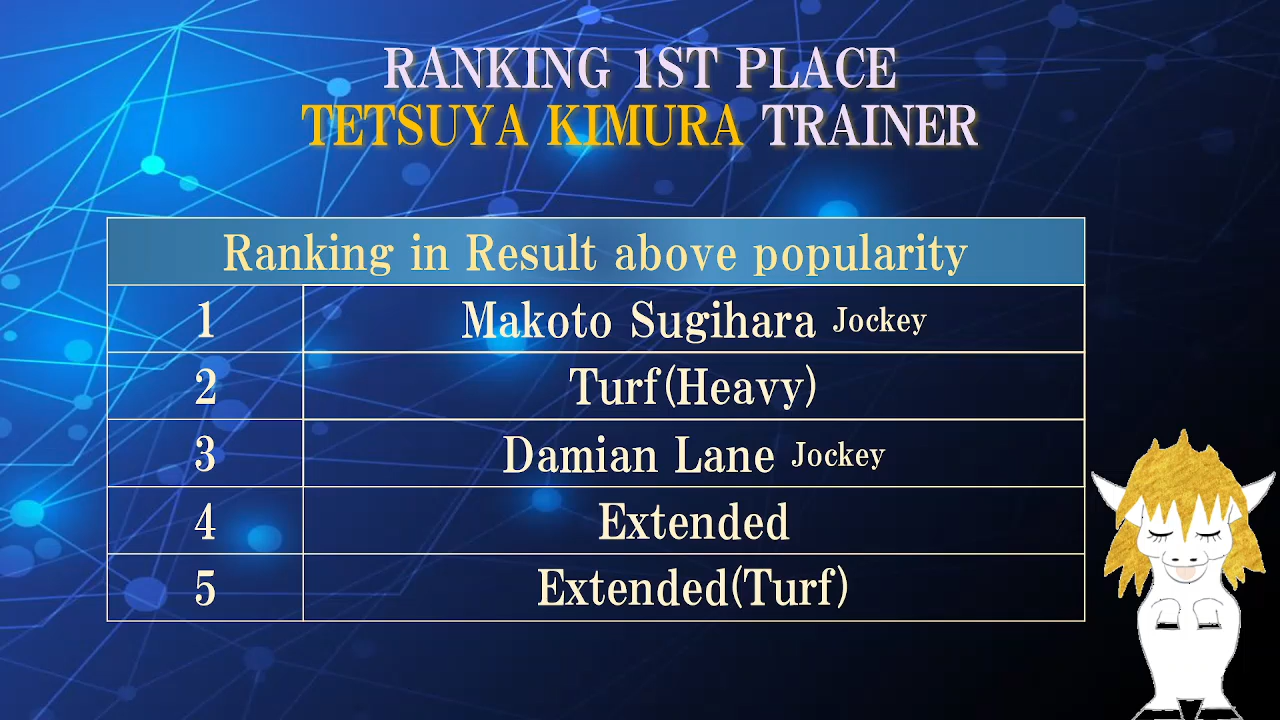 RANKING 1ST PLACE
TETSUYA KIMURA TRAINER
Ranking in Result above popularity
1 Makoto Sugihara Jockey
2 Turf(Heavy)
3 Damian Lane Jockey
4 Extended
5 Extended(Turf)